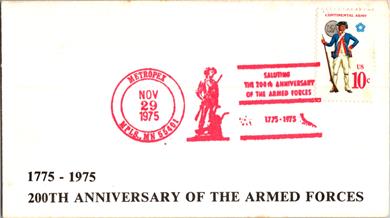 CONTINENTAL ARMY
US
10c
METROPEX
NOV
29
1975
MPLS, MN 55401
SALUTING
THE 200th ANNIVERSARY
OF THE ARMED FORCES
1775-1975
1775 - 1975
200TH ANNIVERSARY OF THE ARMED FORCES